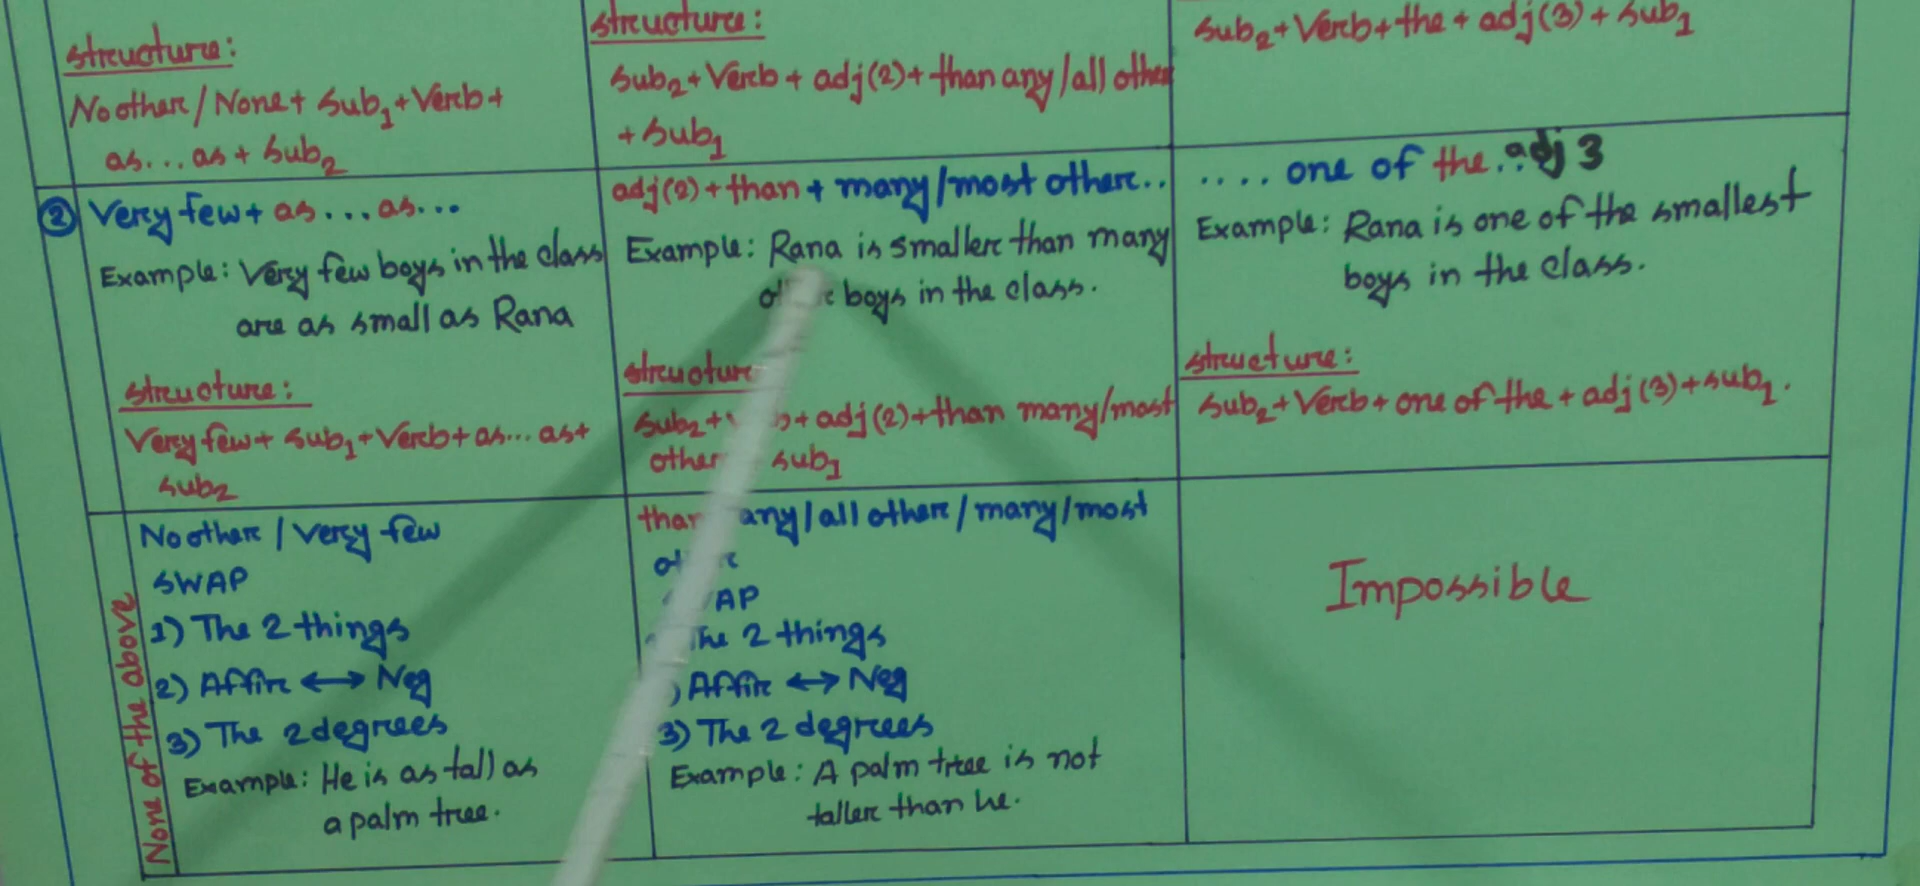 structure:
No other/None+ sub1+Verb+
as...as+ sub2
structure:
sub2+Verb + adj(2)+than any/all other
+ sub1
sub2+Verb+the+ adj(3)+ sub1
② Very few+ as...as...
Example: Very few boys in the class
are as small as Rana
structure:
Very few+ sub1+Verb+as...as+
sub2
adj(2)+than+ many/most other..
Example: Rana is smaller than many
boys in the class.
sub2+ + adj(2)+than many/most
other sub1
.... one of the..adj 3
Example: Rana is one of the smallest
boys in the class.
structure:
sub2+Verb+one of the+adj(3)+sub1.
None of the above
No other / Very few
SWAP
1) The 2 things
2) Affir ↔ Neg
3) The 2 degrees
Example: He is as tall as
a palm tree.
any/all other/many/most
The 2 things
) Affir ↔ Neg
3) The 2 degrees
Example: A palm tree is not
taller than he.
Impossible